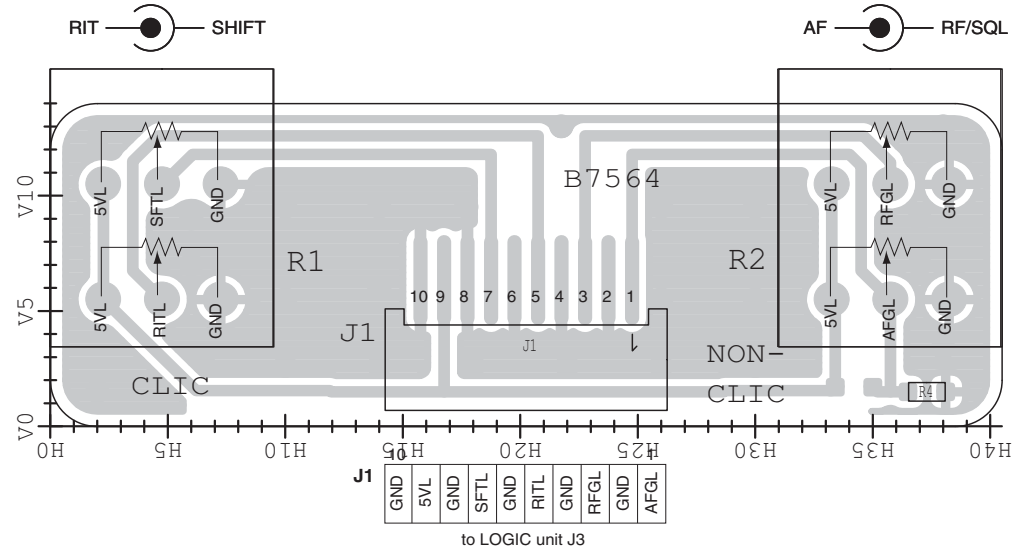 RIT SHIFT AF RF/SQL
5VL SFTL GND 5VL RFGL GND
B7564
R1 R2
5VL RITL GND 5VL AFGL GND
10 9 8 7 6 5 4 3 2 1
J1 J1 1
NON-
CLIC CLIC
R4
V10
V5
V0
H0 H5 H10 H15 H20 H25 H30 H35 H40
10 1
J1 GND 5VL GND SFTL GND RITL GND RFGL GND AFGL
to LOGIC unit J3